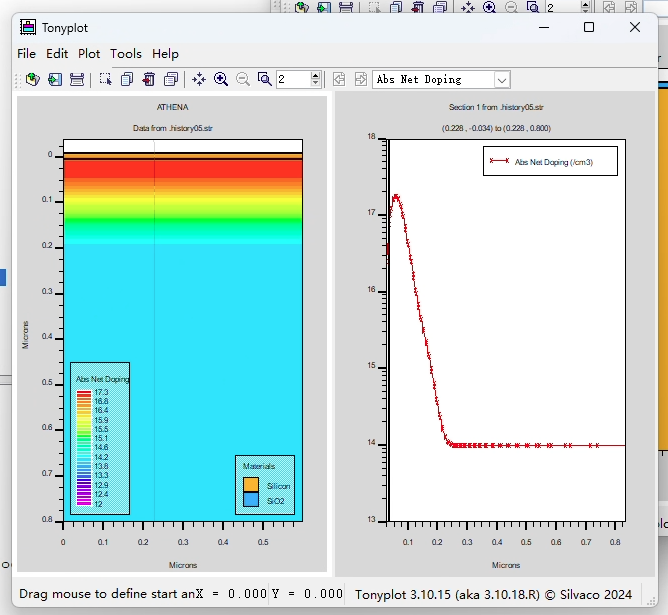 2
Tonyplot
File Edit Plot Tools Help
2
Abs Net Doping
ATHENA
Data from .history05.str
0
0.1
0.2
0.3
0.4
0.5
0.6
0.7
0.8
Microns
Abs Net Doping
17.3
16.8
16.4
15.9
15.5
15.1
14.6
14.2
13.8
13.3
12.9
12.4
12
Materials
Silicon
SiO2
0 0.1 0.2 0.3 0.4 0.5
Microns
Section 1 from .history05.str
(0.228 , -0.034) to (0.228 , 0.800)
Abs Net Doping (/cm3)
18
17
16
15
14
13
0.1 0.2 0.3 0.4 0.5 0.6 0.7 0.8
Microns
Drag mouse to define start an X = 0.000 Y = 0.000 Tonyplot 3.10.15 (aka 3.10.18.R) © Silvaco 2024